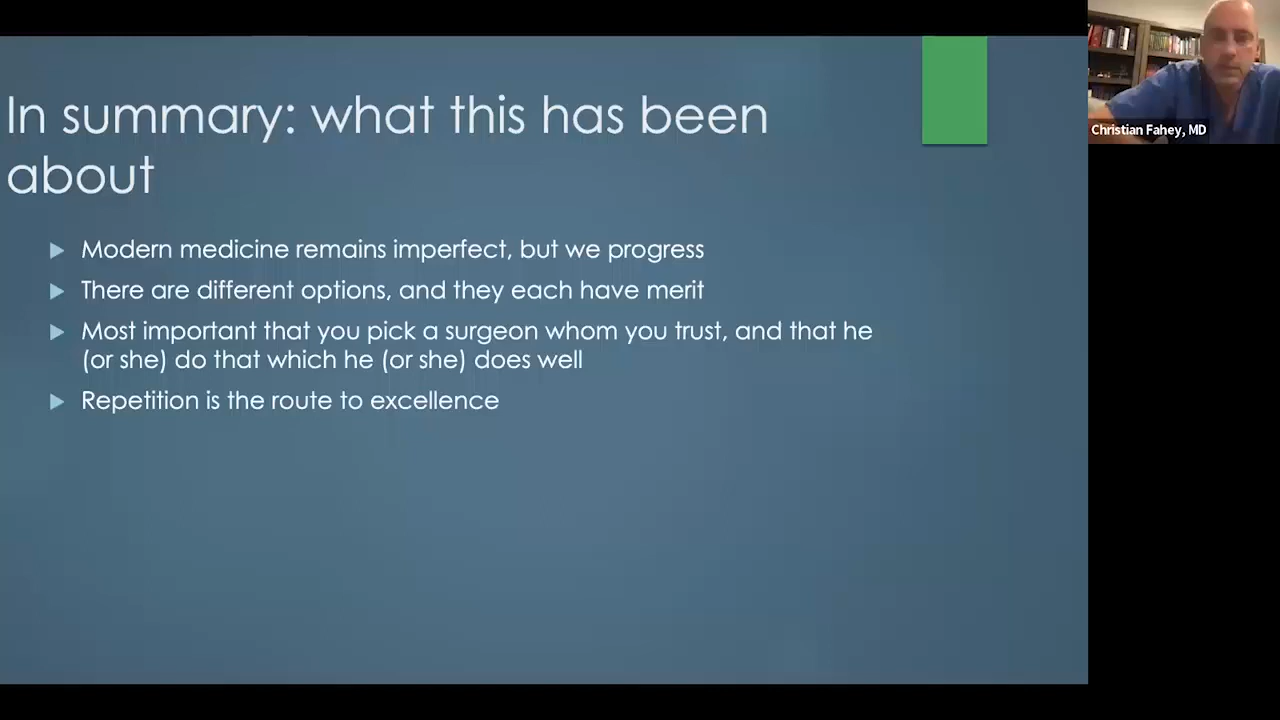 In summary: what this has been
about
Modern medicine remains imperfect, but we progress
There are different options, and they each have merit
Most important that you pick a surgeon whom you trust, and that he
(or she) do that which he (or she) does well
Repetition is the route to excellence
Christian Fahey, MD